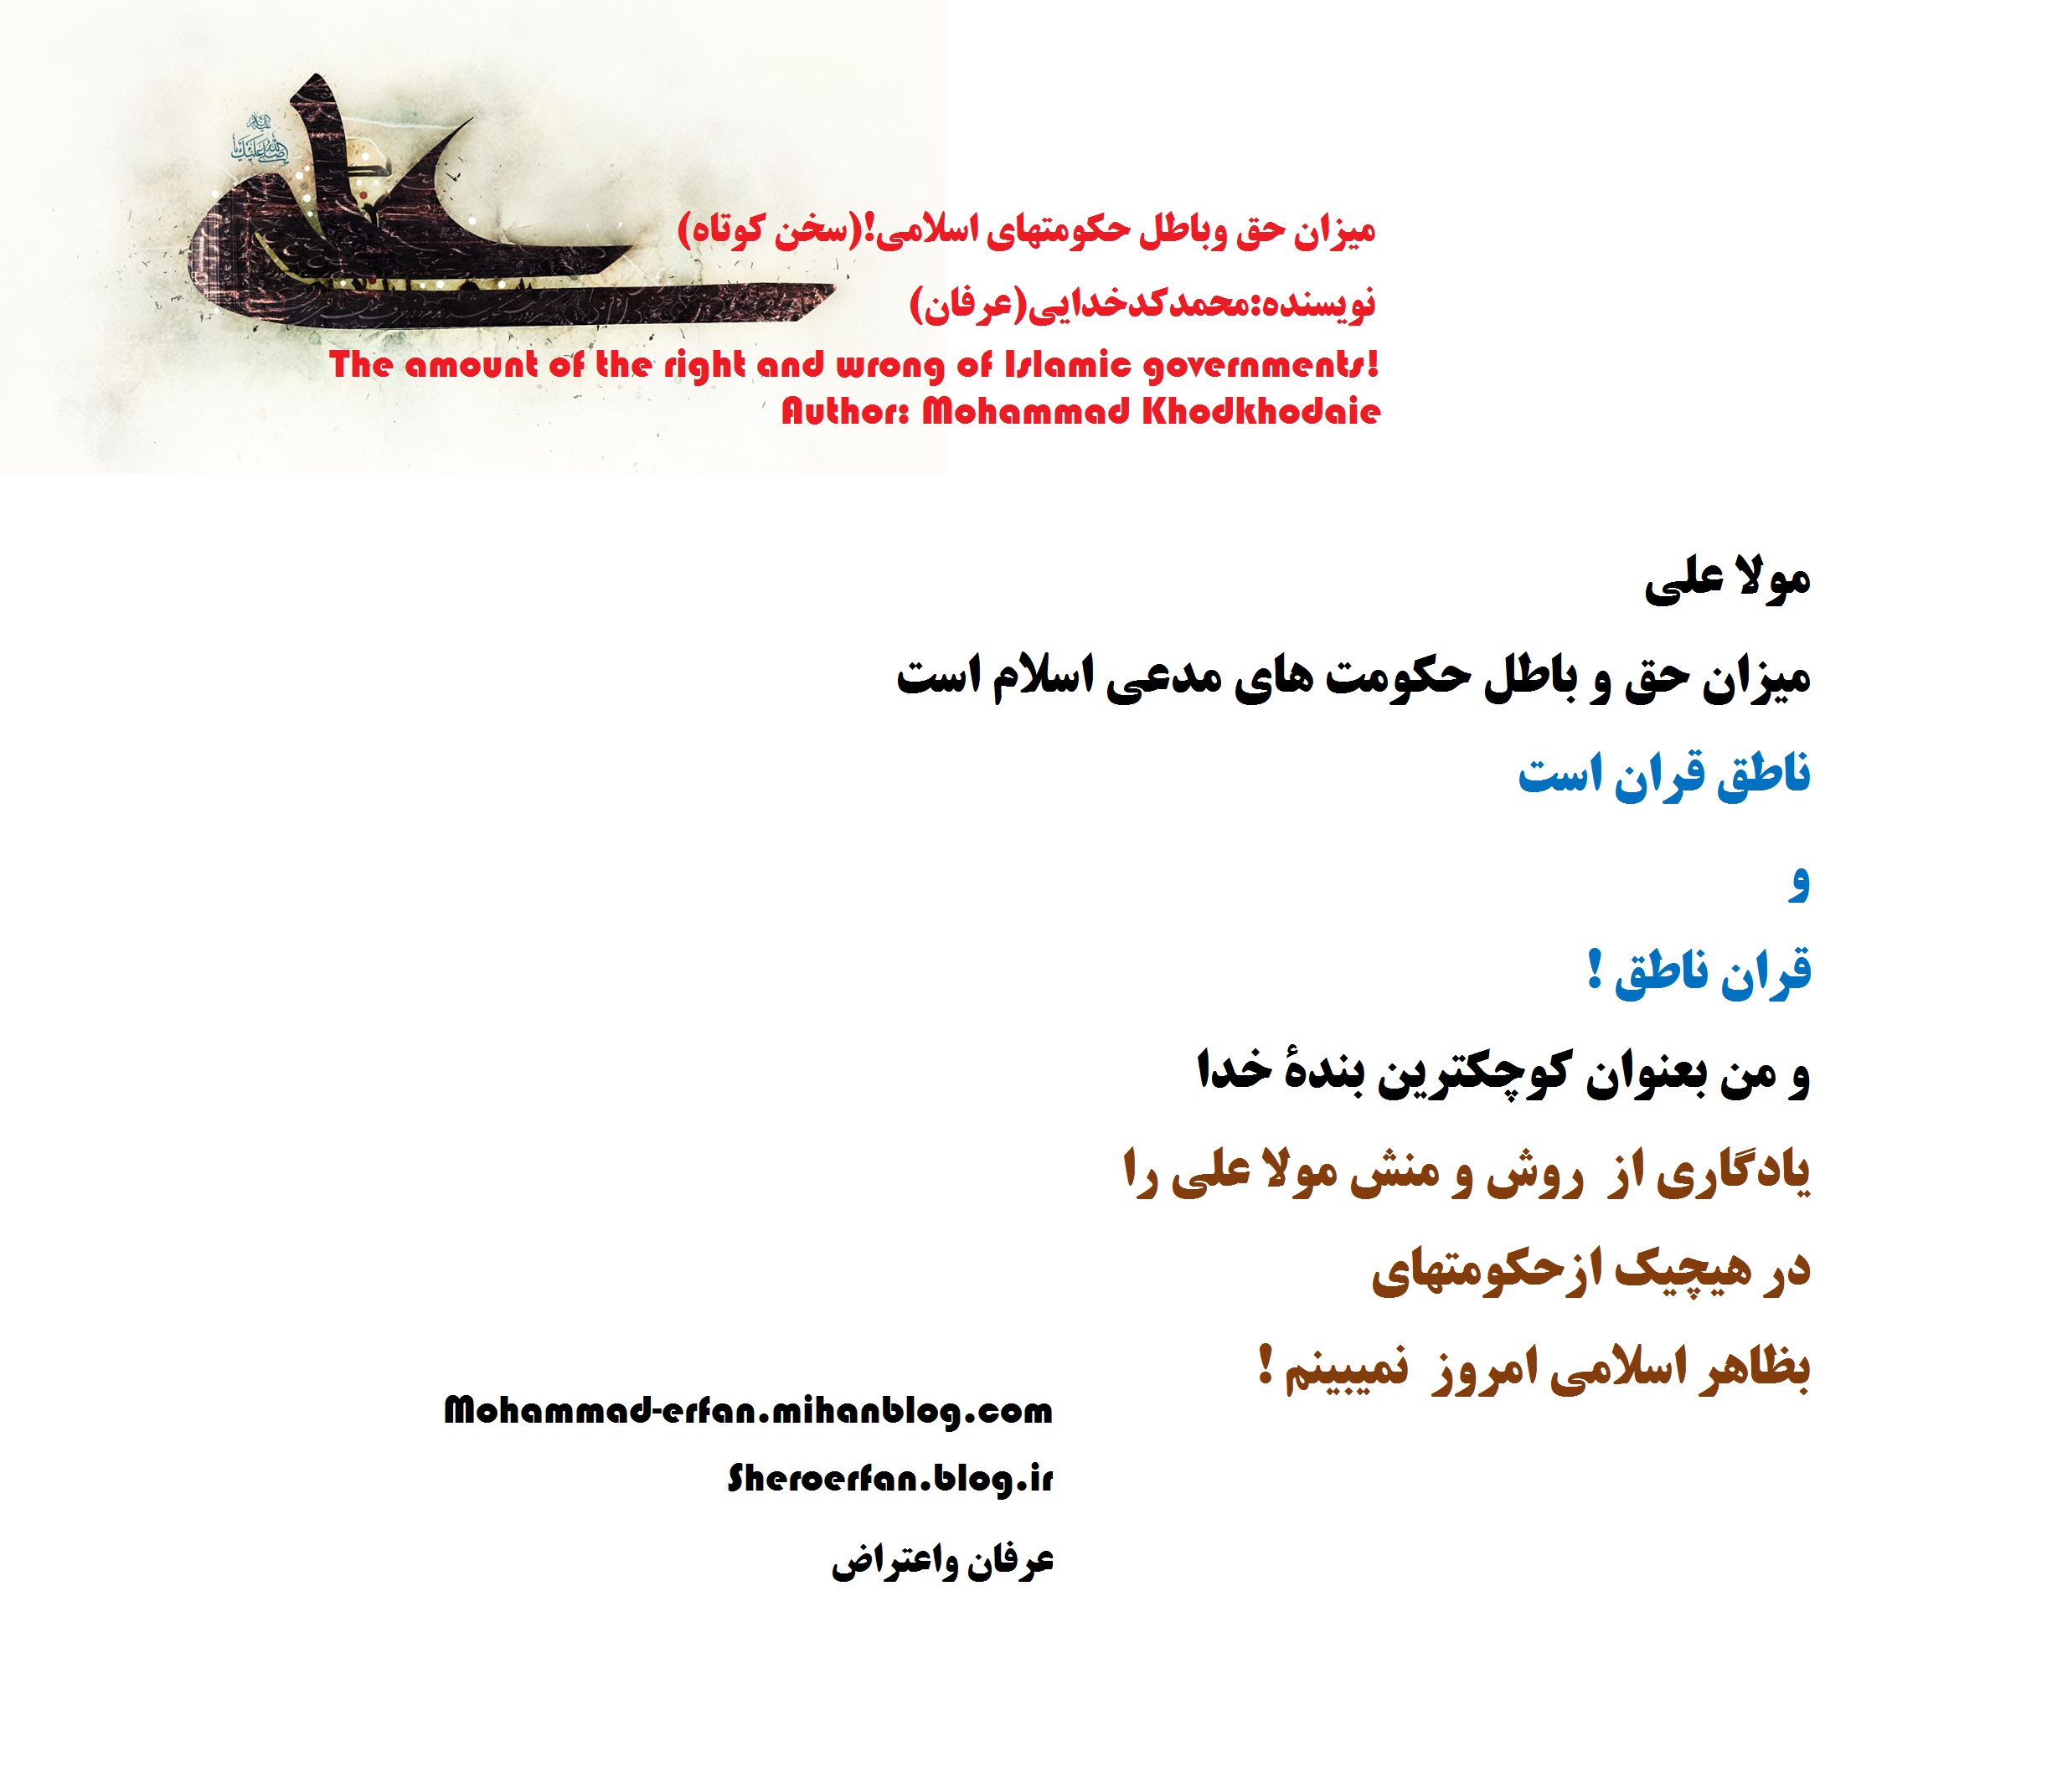 علی
میزان حق وباطل حکومتهای اسلامی!(سخن کوتاه)
نویسنده:محمدکدخدایی(عرفان)
The amount of the right and wrong of Islamic governments!
Author: Mohammad Khodkhodaie
مولا علی
میزان حق و باطل حکومت های مدعی اسلام است
ناطق قران است
و
قران ناطق !
و من بعنوان کوچکترین بندۀ خدا
یادگاری از روش و منش مولا علی را
در هیچیک ازحکومتهای
بظاهر اسلامی امروز نمیبینم !
Mohammad-erfan.mihanblog.com
Sheroerfan.blog.ir
عرفان واعتراض